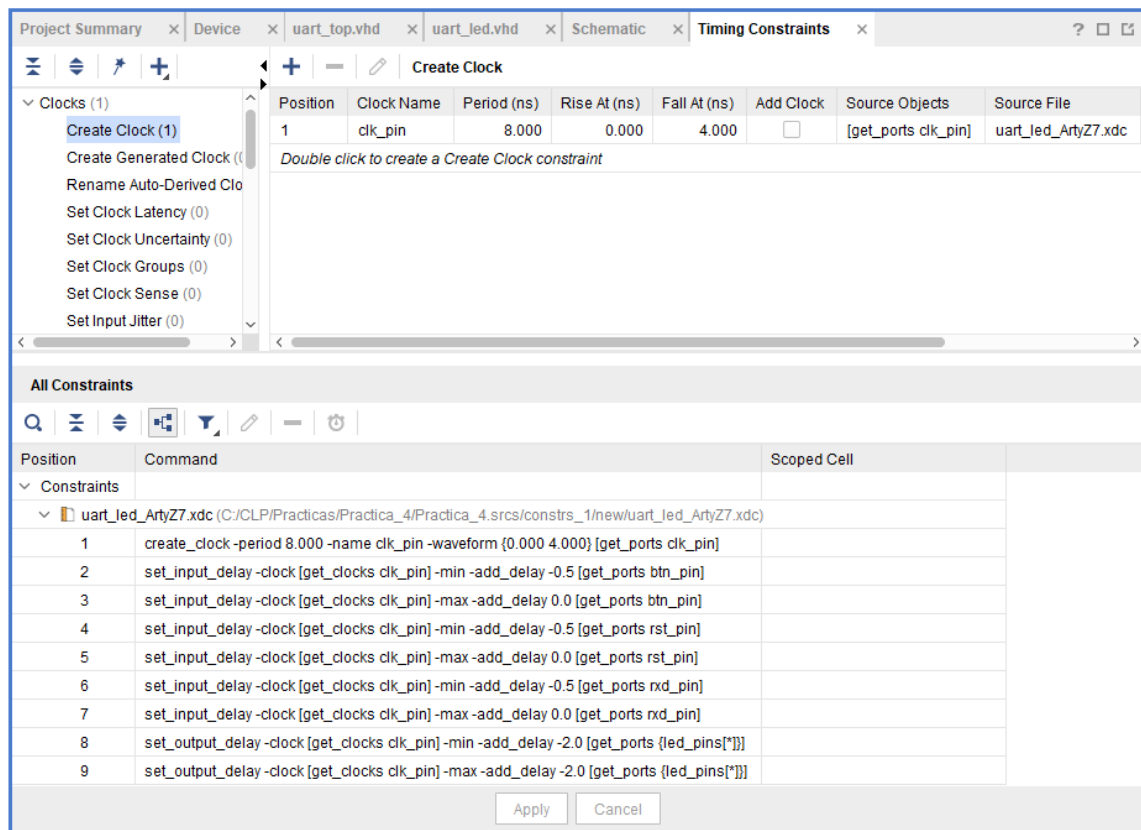 Project Summary × Device × uart_top.vhd × uart_led.vhd × Schematic × Timing Constraints × ?
Create Clock
Clocks (1)
Create Clock (1)
Create Generated Clock ((
Rename Auto-Derived Clo
Set Clock Latency (0)
Set Clock Uncertainty (0)
Set Clock Groups (0)
Set Clock Sense (0)
Set Input Jitter (0)
Position Clock Name Period (ns) Rise At (ns) Fall At (ns) Add Clock Source Objects Source File
1 clk_pin 8.000 0.000 4.000 [get_ports clk_pin] uart_led_ArtyZ7.xdc
Double click to create a Create Clock constraint
All Constraints
Position Command Scoped Cell
Constraints
uart_led_ArtyZ7.xdc (C:/CLP/Practicas/Practica_4/Practica_4.srcs/constrs_1/new/uart_led_ArtyZ7.xdc)
1 create_clock -period 8.000 -name clk_pin -waveform {0.000 4.000} [get_ports clk_pin]
2 set_input_delay -clock [get_clocks clk_pin] -min -add_delay -0.5 [get_ports btn_pin]
3 set_input_delay -clock [get_clocks clk_pin] -max -add_delay 0.0 [get_ports btn_pin]
4 set_input_delay -clock [get_clocks clk_pin] -min -add_delay -0.5 [get_ports rst_pin]
5 set_input_delay -clock [get_clocks clk_pin] -max -add_delay 0.0 [get_ports rst_pin]
6 set_input_delay -clock [get_clocks clk_pin] -min -add_delay -0.5 [get_ports rxd_pin]
7 set_input_delay -clock [get_clocks clk_pin] -max -add_delay 0.0 [get_ports rxd_pin]
8 set_output_delay -clock [get_clocks clk_pin] -min -add_delay -2.0 [get_ports {led_pins[*]}]
9 set_output_delay -clock [get_clocks clk_pin] -max -add_delay -2.0 [get_ports {led_pins[*]}]
Apply Cancel